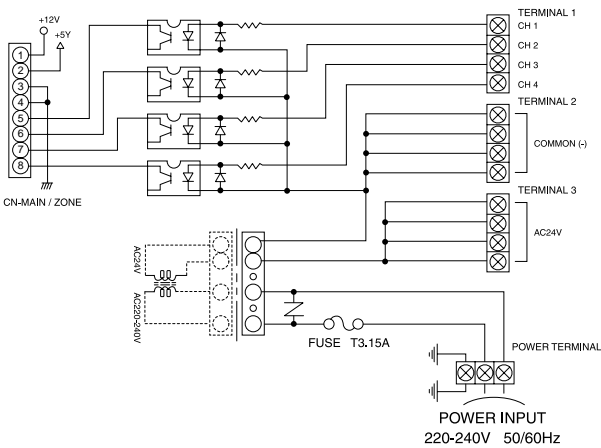 +12V
+5Y
1
2
3
4
5
6
7
8
CN-MAIN / ZONE
TERMINAL 1
CH 1
CH 2
CH 3
CH 4
TERMINAL 2
COMMON (-)
TERMINAL 3
AC24V
AC24V
AC220-240V
FUSE T3.15A
POWER TERMINAL
POWER INPUT
220-240V 50/60Hz